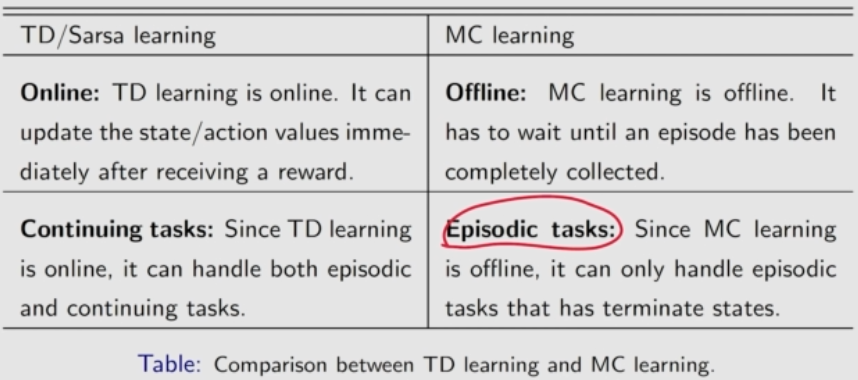 TD/Sarsa learning
MC learning
Online: TD learning is online. It can
update the state/action values imme-
diately after receiving a reward.
Offline: MC learning is offline. It
has to wait until an episode has been
completely collected.
Continuing tasks: Since TD learning
is online, it can handle both episodic
and continuing tasks.
Episodic tasks: Since MC learning
is offline, it can only handle episodic
tasks that has terminate states.
Table: Comparison between TD learning and MC learning.